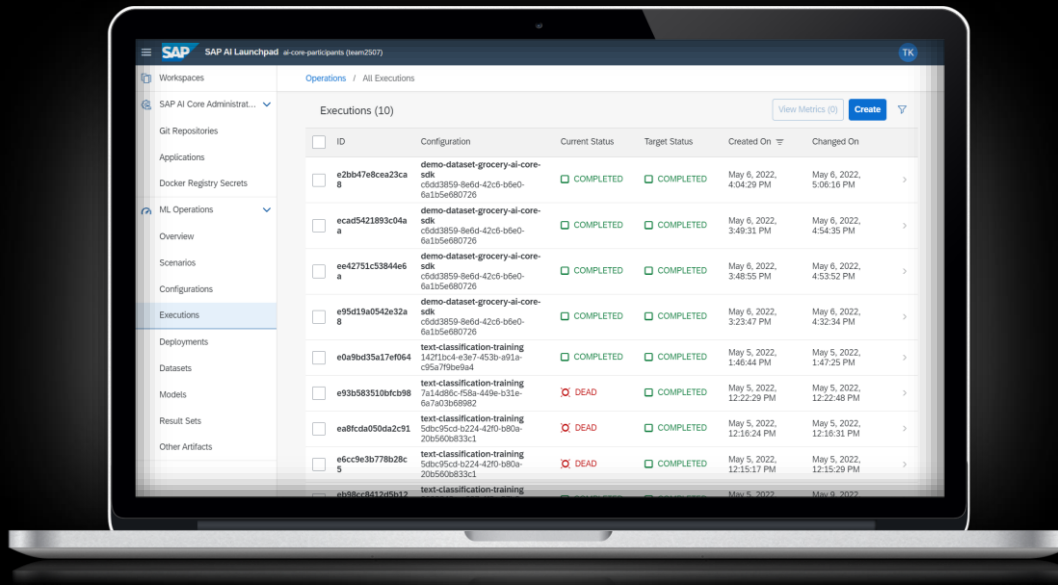 SAP SAP AI Launchpad ai-core-participants (team2507) TK
Workspaces
SAP AI Core Administrat...
Git Repositories
Applications
Docker Registry Secrets
ML Operations
Overview
Scenarios
Configurations
Executions
Deployments
Datasets
Models
Result Sets
Other Artifacts
Operations / All Executions
Executions (10) View Metrics (0) Create
ID Configuration Current Status Target Status Created On Changed On
demo-dataset-grocery-ai-core-
e2bb47e8cea23ca sdk COMPLETED COMPLETED May 6, 2022, May 6, 2022,
8 c6dd3859-8e6d-42c6-b6e0- 4:04:29 PM 5:06:16 PM
6a1b5e680726
demo-dataset-grocery-ai-core-
ecad5421893c04a sdk COMPLETED COMPLETED May 6, 2022, May 6, 2022,
a c6dd3859-8e6d-42c6-b6e0- 3:49:31 PM 4:54:35 PM
6a1b5e680726
demo-dataset-grocery-ai-core-
ee42751c53844e6 sdk COMPLETED COMPLETED May 6, 2022, May 6, 2022,
a c6dd3859-8e6d-42c6-b6e0- 3:48:55 PM 4:53:52 PM
6a1b5e680726
demo-dataset-grocery-ai-core-
e95d19a0542e32a sdk COMPLETED COMPLETED May 6, 2022, May 6, 2022,
8 c6dd3859-8e6d-42c6-b6e0- 3:23:47 PM 4:32:34 PM
6a1b5e680726
text-classification-training
e0a9bd35a17ef064 142f1bc4-e3e7-453b-a91a- COMPLETED COMPLETED May 5, 2022, May 5, 2022,
c95a7f9be9a4 1:46:44 PM 1:47:25 PM
text-classification-training
e93b583510bfcb98 7a14d86c-f58a-449e-b31e- DEAD COMPLETED May 5, 2022, May 5, 2022,
6a7a03b68982 12:22:29 PM 12:22:48 PM
text-classification-training
ea8fcda050da2c91 5dbc95cd-b224-42f0-b80a- DEAD COMPLETED May 5, 2022, May 5, 2022,
20b560b833c1 12:16:24 PM 12:16:31 PM
text-classification-training
e6cc9e3b778b28c 5dbc95cd-b224-42f0-b80a- DEAD COMPLETED May 5, 2022, May 5, 2022,
5 20b560b833c1 12:15:17 PM 12:15:29 PM
text-classification-training
eb98cc8412d5b12 COMPLETED COMPLETED May 5, 2022, May 9, 2022,